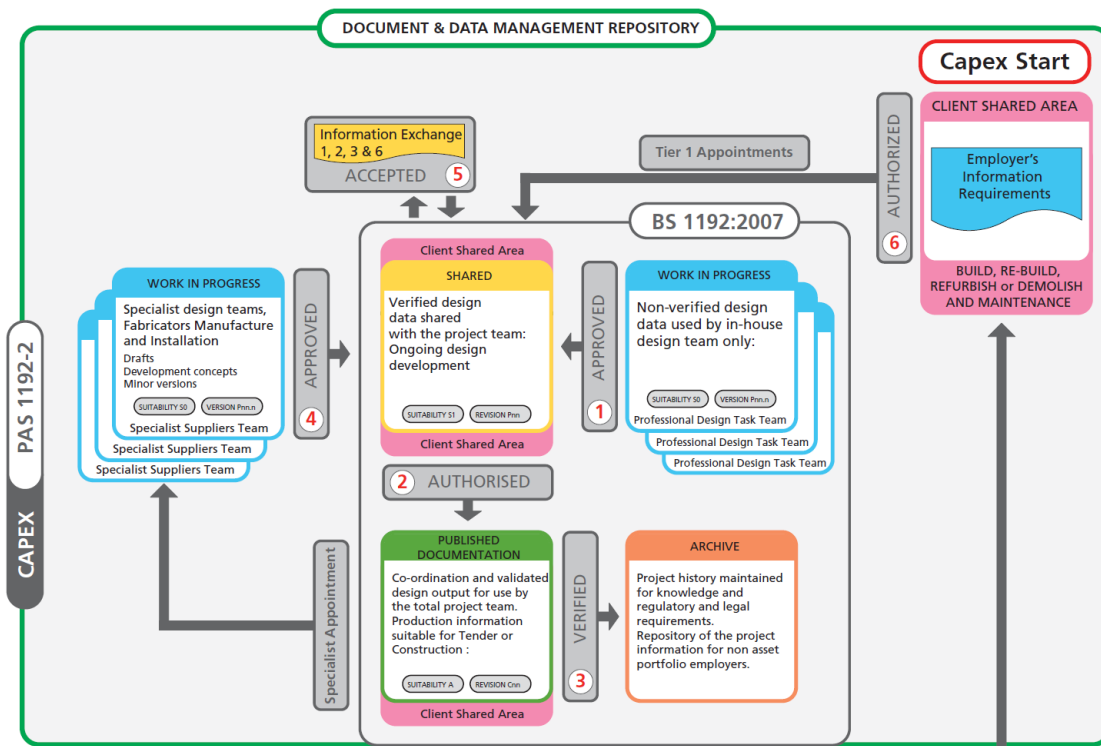 DOCUMENT & DATA MANAGEMENT REPOSITORY
Capex Start
CLIENT SHARED AREA
Employer's
Information
Requirements
BUILD, RE-BUILD,
REFURBISH or DEMOLISH
AND MAINTENANCE
AUTHORIZED
6
Tier 1 Appointments
Information Exchange
1, 2, 3 & 6
ACCEPTED
5
BS 1192:2007
Client Shared Area
SHARED
Verified design
data shared
with the project team:
Ongoing design
development
SUITABILITY S1
REVISION Pnn
Client Shared Area
WORK IN PROGRESS
Specialist design teams,
Fabricators Manufacture
and Installation
Drafts
Development concepts
Minor versions
SUITABILITY S0
VERSION Pnn.n
Specialist Suppliers Team
Specialist Suppliers Team
Specialist Suppliers Team
APPROVED
4
APPROVED
1
WORK IN PROGRESS
Non-verified design
data used by in-house
design team only:
SUITABILITY S0
VERSION Pnn.n
Professional Design Task Team
Professional Design Task Team
Professional Design Task Team
2
AUTHORISED
PUBLISHED
DOCUMENTATION
Co-ordination and validated
design output for use by
the total project team.
Production information
suitable for Tender or
Construction :
SUITABILITY A
REVISION Cnn
Client Shared Area
VERIFIED
3
ARCHIVE
Project history maintained
for knowledge and
regulatory and legal
requirements.
Repository of the project
information for non asset
portfolio employers.
Specialist Appointment
PAS 1192-2
CAPEX